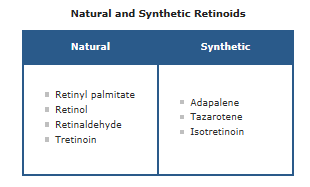 Natural and Synthetic Retinoids
Natural
Synthetic
Retinyl palmitate
Retinol
Retinaldehyde
Tretinoin
Adapalene
Tazarotene
Isotretinoin